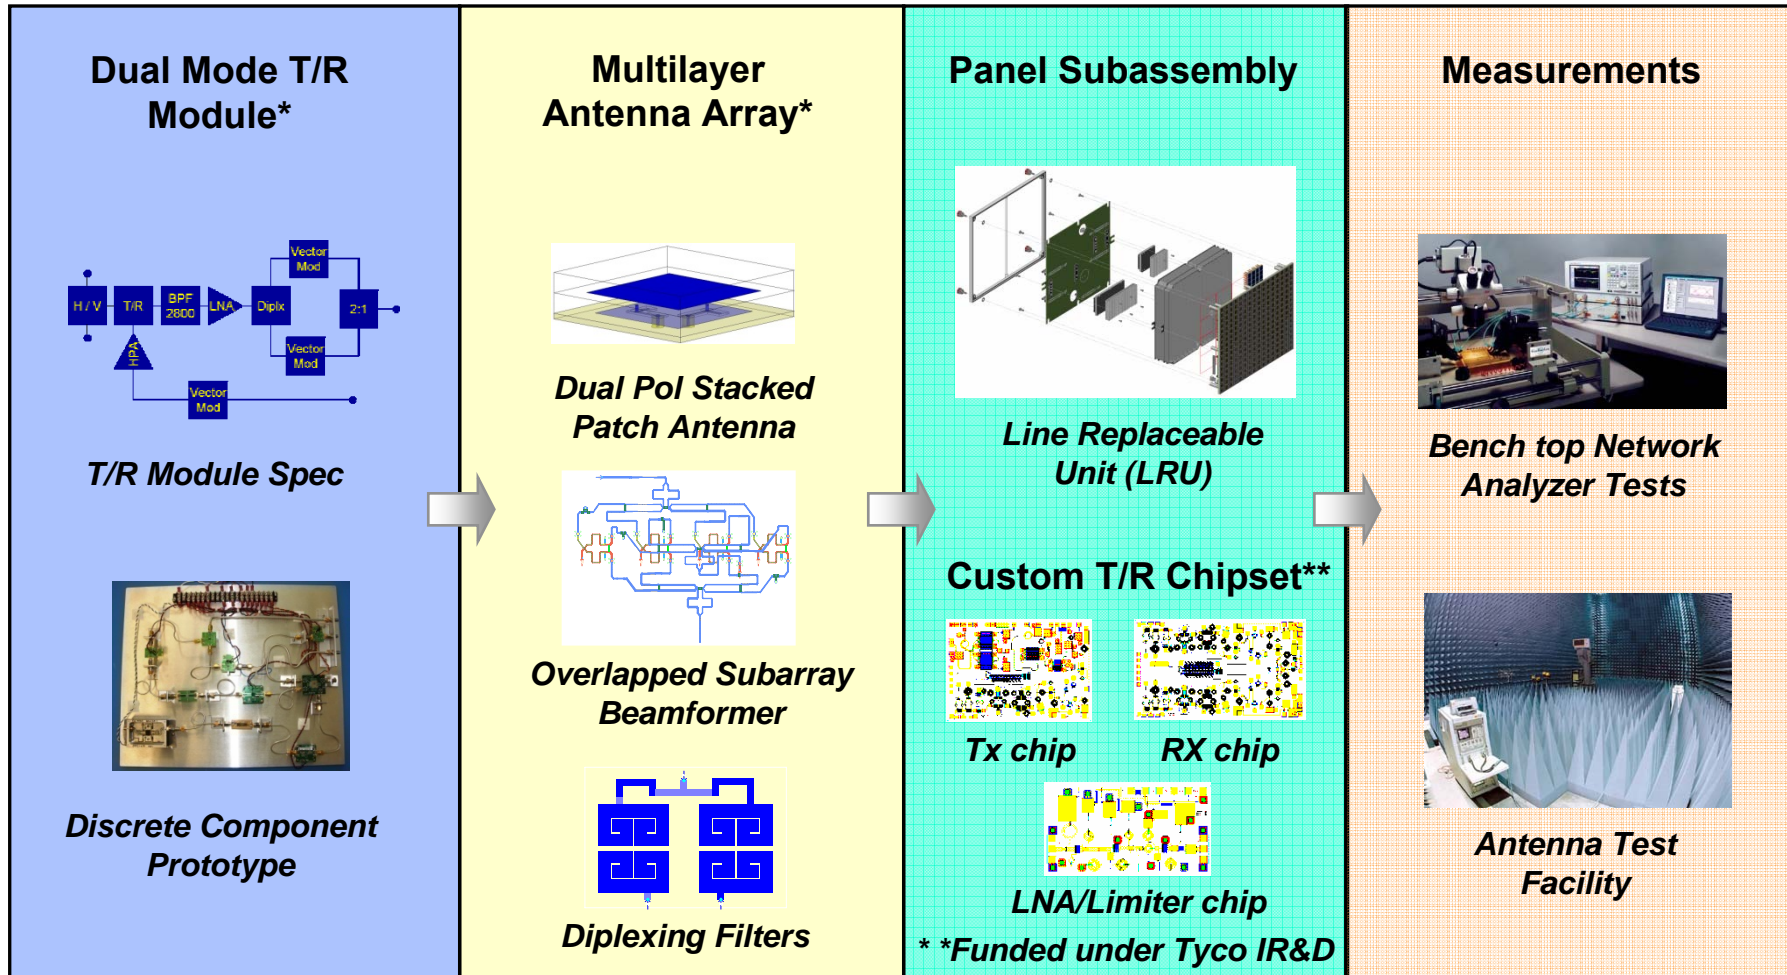 Dual Mode T/R
Module*
Vector
Mod
H / V
T/R
BPF
2800
LNA
Diplx
2:1
HPA
Vector
Mod
Vector
Mod
T/R Module Spec
Discrete Component
Prototype
Multilayer
Antenna Array*
Dual Pol Stacked
Patch Antenna
Overlapped Subarray
Beamformer
Diplexing Filters
Panel Subassembly
Line Replaceable
Unit (LRU)
Custom T/R Chipset**
Tx chip
RX chip
LNA/Limiter chip
* *Funded under Tyco IR&D
Measurements
Bench top Network
Analyzer Tests
Antenna Test
Facility